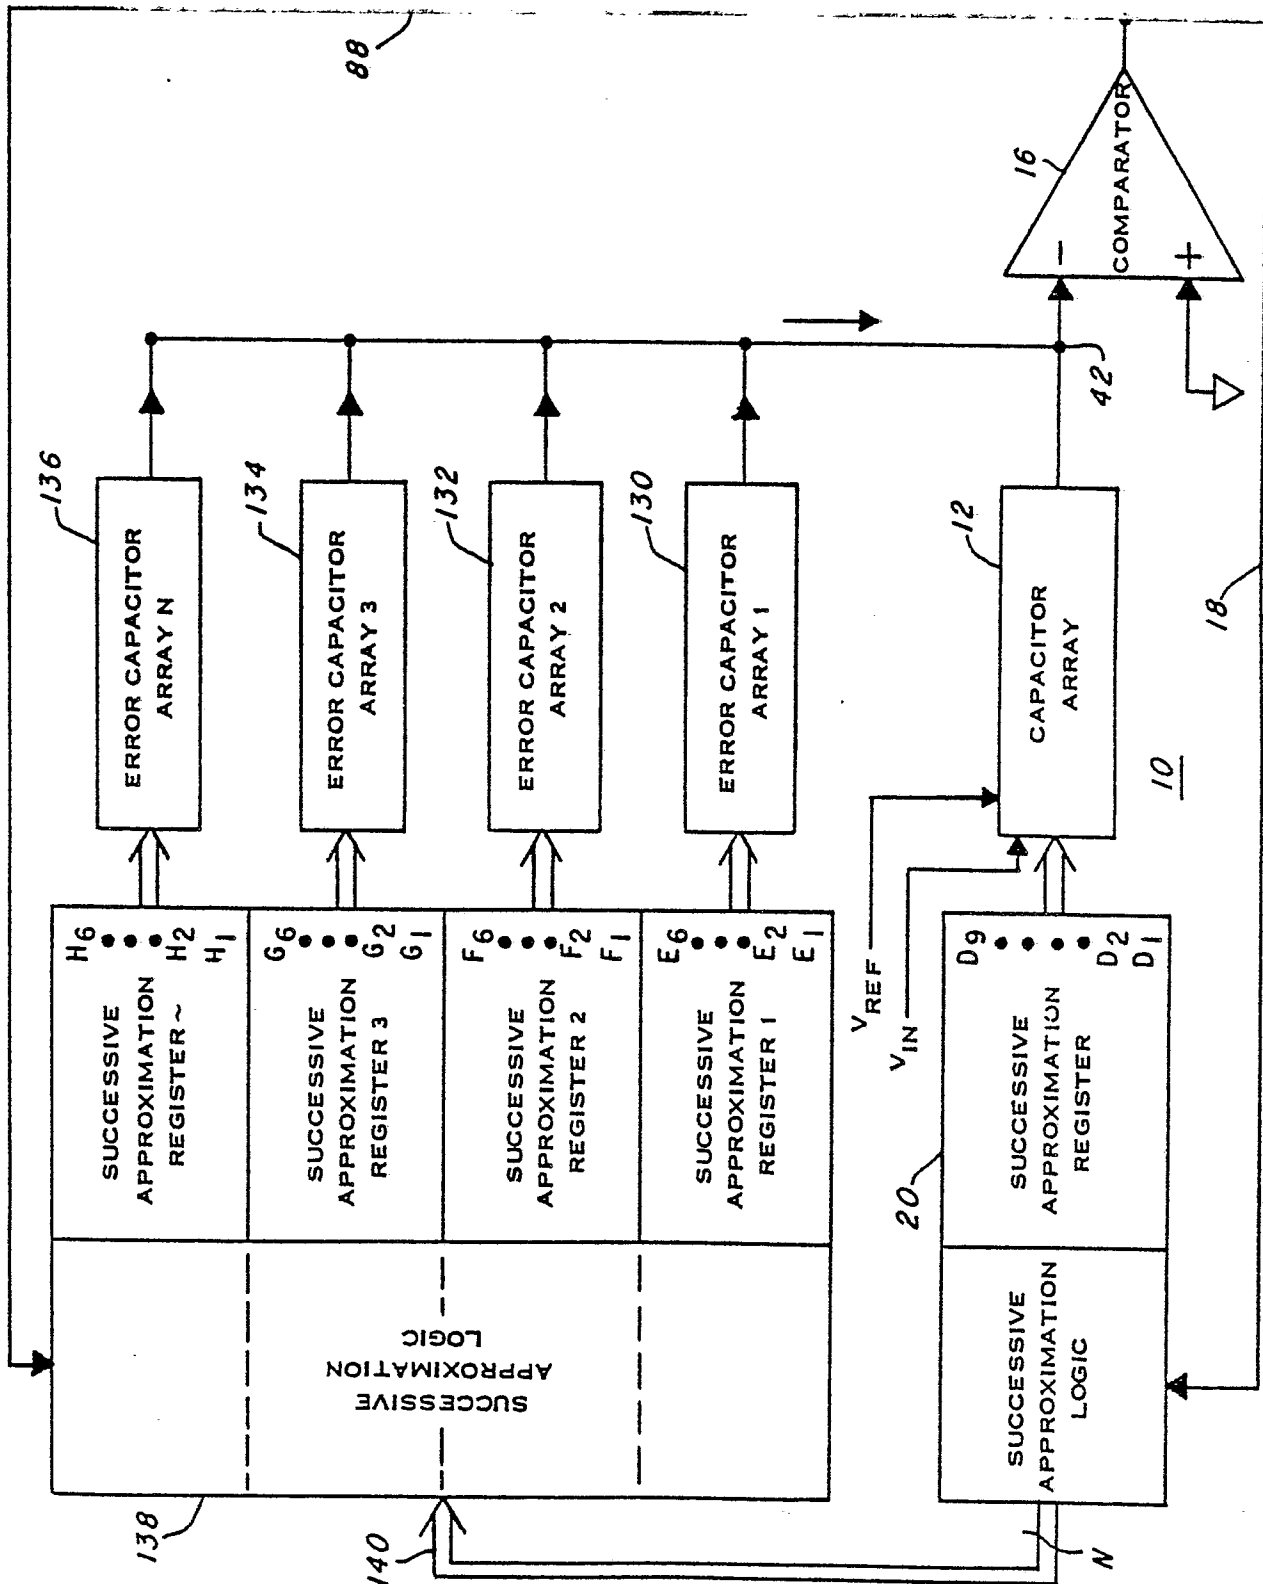 88
138
SUCCESSIVE
APPROXIMATION
LOGIC
SUCCESSIVE
APPROXIMATION
REGISTER ~
H6
H2
H1
SUCCESSIVE
APPROXIMATION
REGISTER 3
G6
G2
G1
SUCCESSIVE
APPROXIMATION
REGISTER 2
F6
F2
F1
SUCCESSIVE
APPROXIMATION
REGISTER 1
E6
E2
E1
136
ERROR CAPACITOR
ARRAY N
134
ERROR CAPACITOR
ARRAY 3
132
ERROR CAPACITOR
ARRAY 2
130
ERROR CAPACITOR
ARRAY 1
140
N
SUCCESSIVE
APPROXIMATION
LOGIC
20
SUCCESSIVE
APPROXIMATION
REGISTER
D9
D2
D1
VREF
VIN
12
CAPACITOR
ARRAY
10
42
16
COMPARATOR
−
+
18